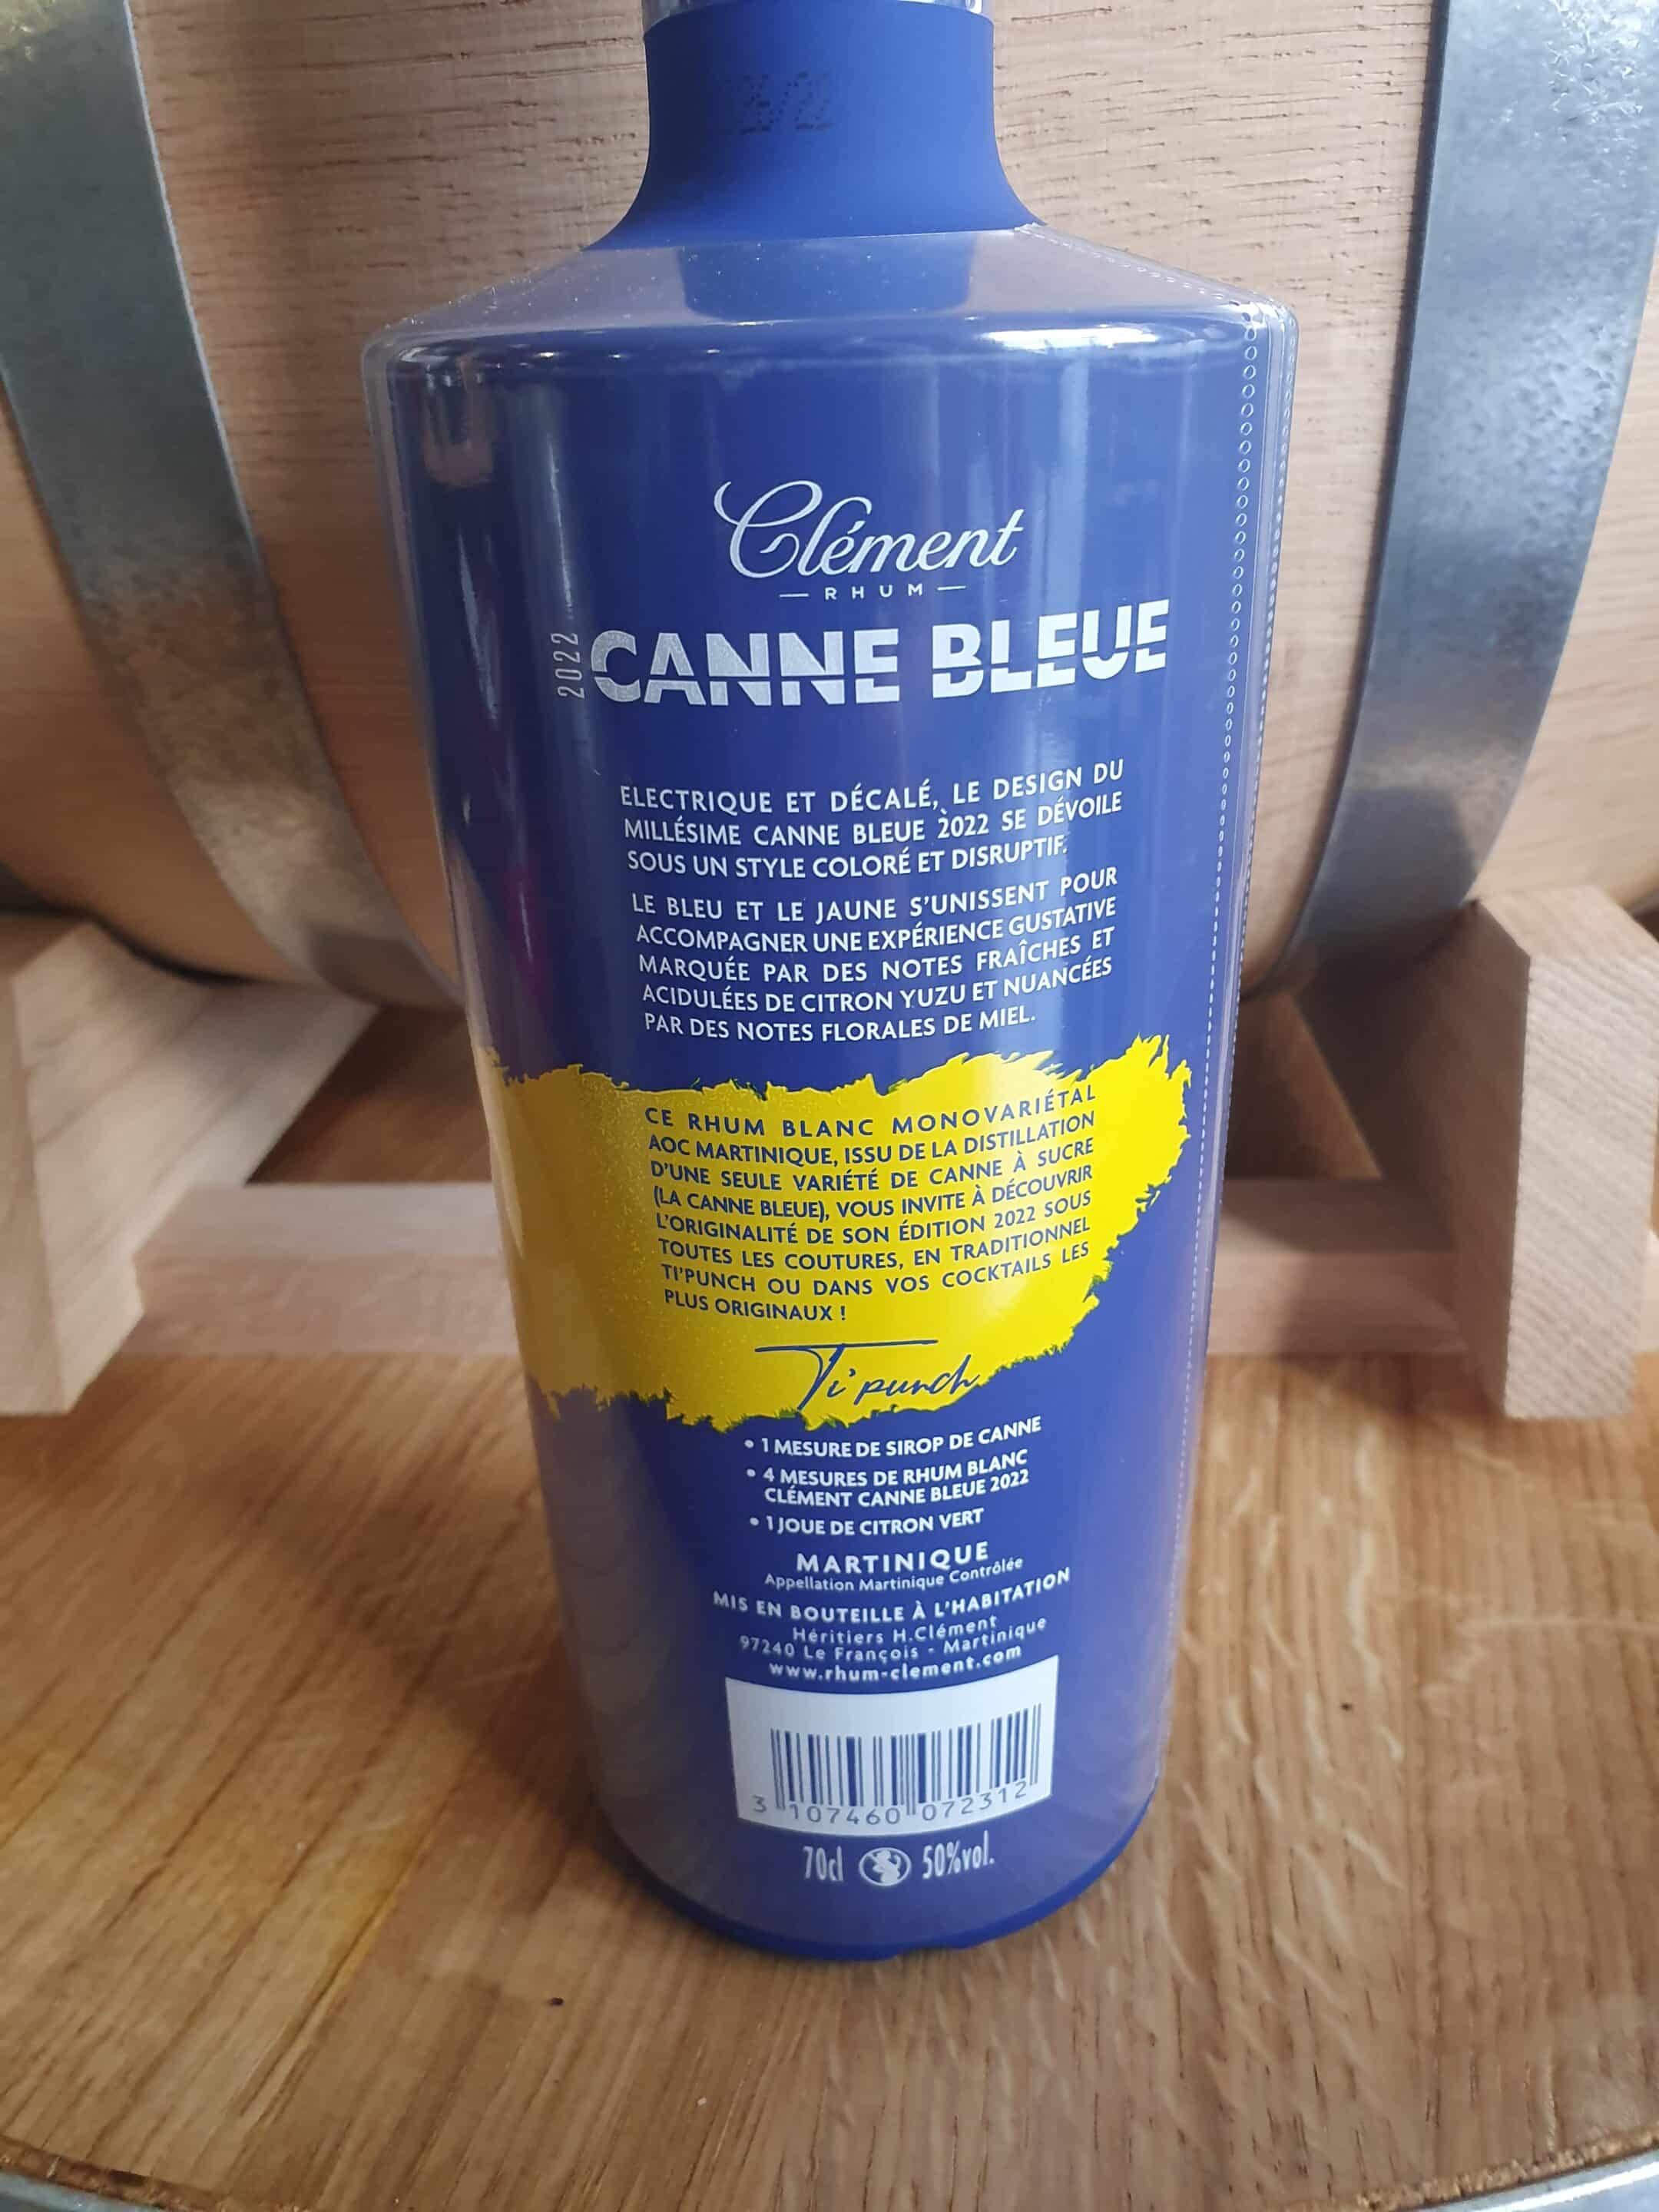 Clément
RHUM
2022
CANNE BLEUE
ELECTRIQUE ET DÉCALÉ, LE DESIGN DU
MILLÉSIME CANNE BLEUE 2022 SE DÉVOILE
SOUS UN STYLE COLORÉ ET DISRUPTIF.
LE BLEU ET LE JAUNE S'UNISSENT POUR
ACCOMPAGNER UNE EXPÉRIENCE GUSTATIVE
MARQUÉE PAR DES NOTES FRAÎCHES ET
ACIDULÉES DE CITRON YUZU ET NUANCÉES
PAR DES NOTES FLORALES DE MIEL.
CE RHUM BLANC MONOVARIÉTAL
AOC MARTINIQUE, ISSU DE LA DISTILLATION
D'UNE SEULE VARIÉTÉ DE CANNE À SUCRE
(LA CANNE BLEUE), VOUS INVITE À DÉCOUVRIR
L'ORIGINALITÉ DE SON ÉDITION 2022 SOUS
TOUTES LES COUTURES, EN TRADITIONNEL
TI'PUNCH OU DANS VOS COCKTAILS LES
PLUS ORIGINAUX !
Ti'punch
• 1 MESURE DE SIROP DE CANNE
• 4 MESURES DE RHUM BLANC
CLÉMENT CANNE BLEUE 2022
• 1 JOUE DE CITRON VERT
MARTINIQUE
Appellation Martinique Contrôlée
MIS EN BOUTEILLE À L'HABITATION
Héritiers H.Clément
97240 Le François - Martinique
www.rhum-clement.com
3 107460 072312
70cl 50%vol.